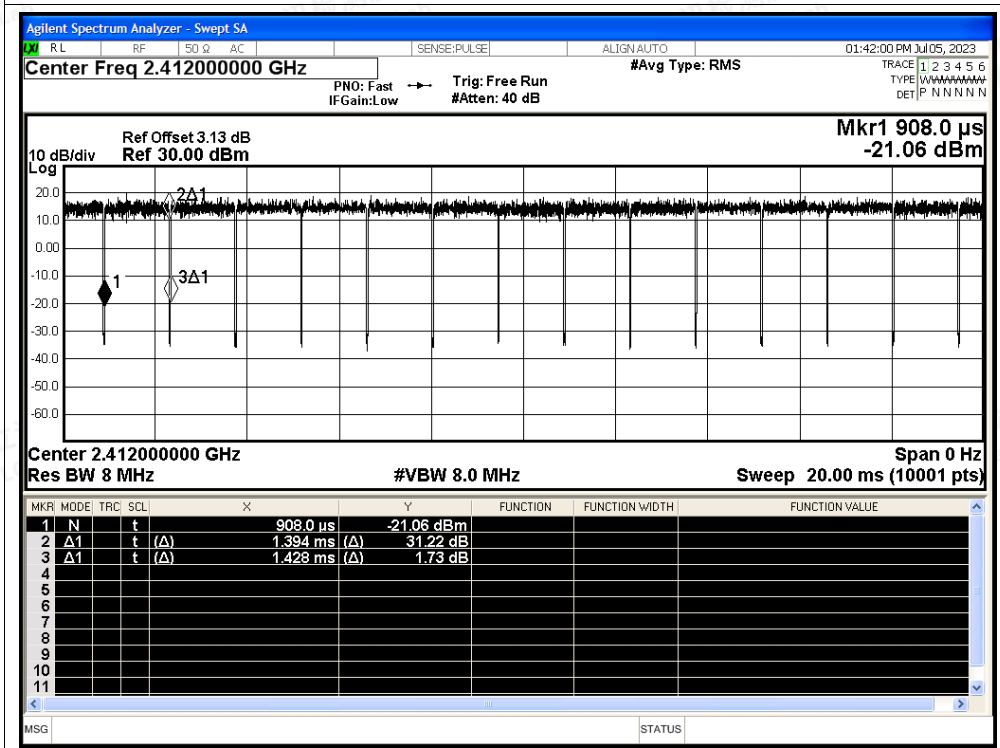 Agilent Spectrum Analyzer - Swept SA
LXI RL RF 50 Ω AC SENSE:PULSE ALIGN AUTO 01:42:00 PM Jul 05, 2023
Center Freq 2.412000000 GHz #Avg Type: RMS TRACE 1 2 3 4 5 6
PNO: Fast Trig: Free Run TYPE WWWWWW
IFGain:Low #Atten: 40 dB DET P N N N N N
Mkr1 908.0 µs
-21.06 dBm
Ref Offset 3.13 dB
10 dB/div Ref 30.00 dBm
Log
20.0
2Δ1
10.0
0.00
-10.0
1
3Δ1
-20.0
-30.0
-40.0
-50.0
-60.0
Center 2.412000000 GHz Span 0 Hz
Res BW 8 MHz #VBW 8.0 MHz Sweep 20.00 ms (10001 pts)
MKR MODE TRC SCL X Y FUNCTION FUNCTION WIDTH FUNCTION VALUE
1 N t 908.0 µs -21.06 dBm
2 Δ1 t (Δ) 1.394 ms (Δ) 31.22 dB
3 Δ1 t (Δ) 1.428 ms (Δ) 1.73 dB
4
5
6
7
8
9
10
11
MSG STATUS